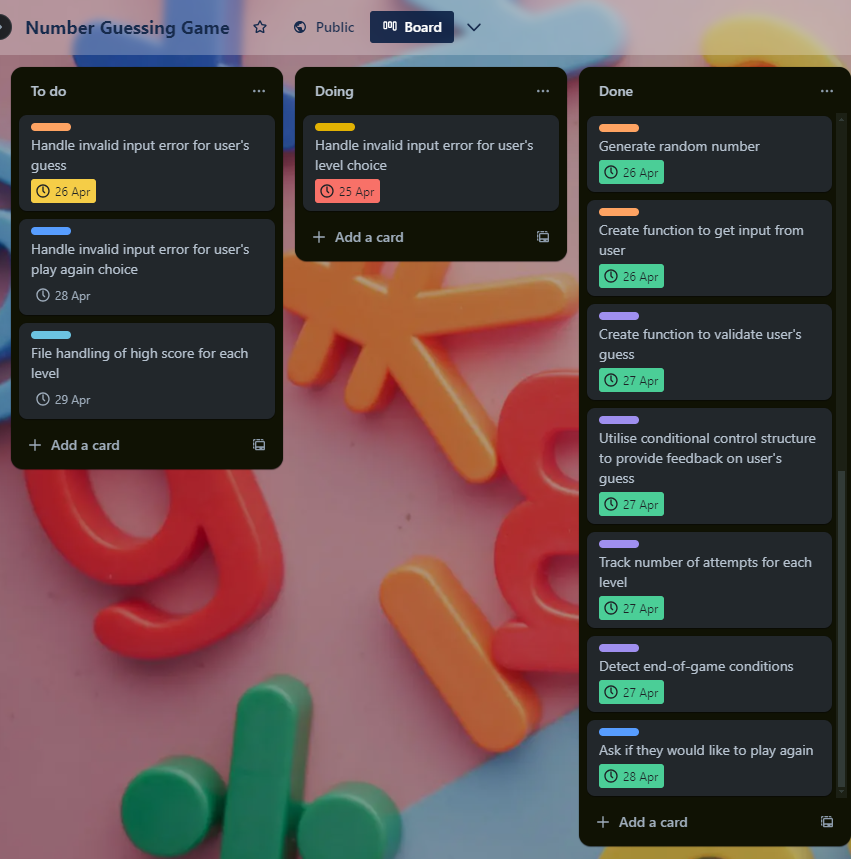 Number Guessing Game
Public
Board
To do
Handle invalid input error for user's
guess
26 Apr
Handle invalid input error for user's
play again choice
28 Apr
File handling of high score for each
level
29 Apr
Add a card
Doing
Handle invalid input error for user's
level choice
25 Apr
Add a card
Done
Generate random number
26 Apr
Create function to get input from
user
26 Apr
Create function to validate user's
guess
27 Apr
Utilise conditional control structure
to provide feedback on user's
guess
27 Apr
Track number of attempts for each
level
27 Apr
Detect end-of-game conditions
27 Apr
Ask if they would like to play again
28 Apr
Add a card